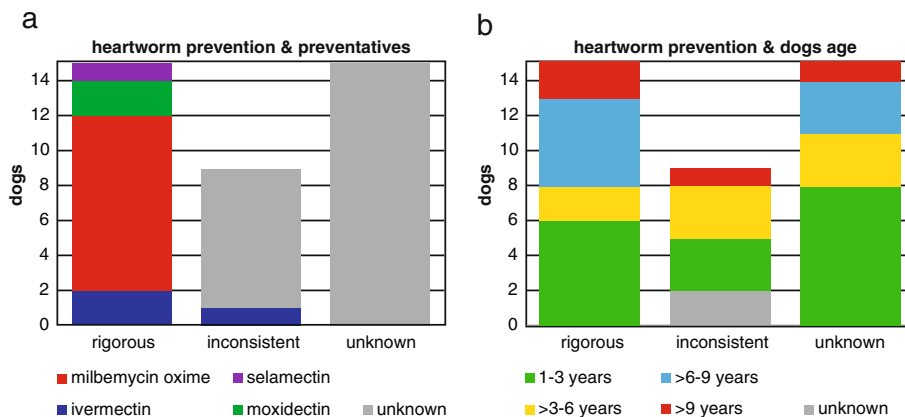 a
heartworm prevention & preventatives
dogs
14
12
10
8
6
4
2
0
rigorous inconsistent unknown
milbemycin oxime selamectin
ivermectin moxidectin unknown
b
heartworm prevention & dogs age
dogs
14
12
10
8
6
4
2
0
rigorous inconsistent unknown
1-3 years >6-9 years
>3-6 years >9 years unknown